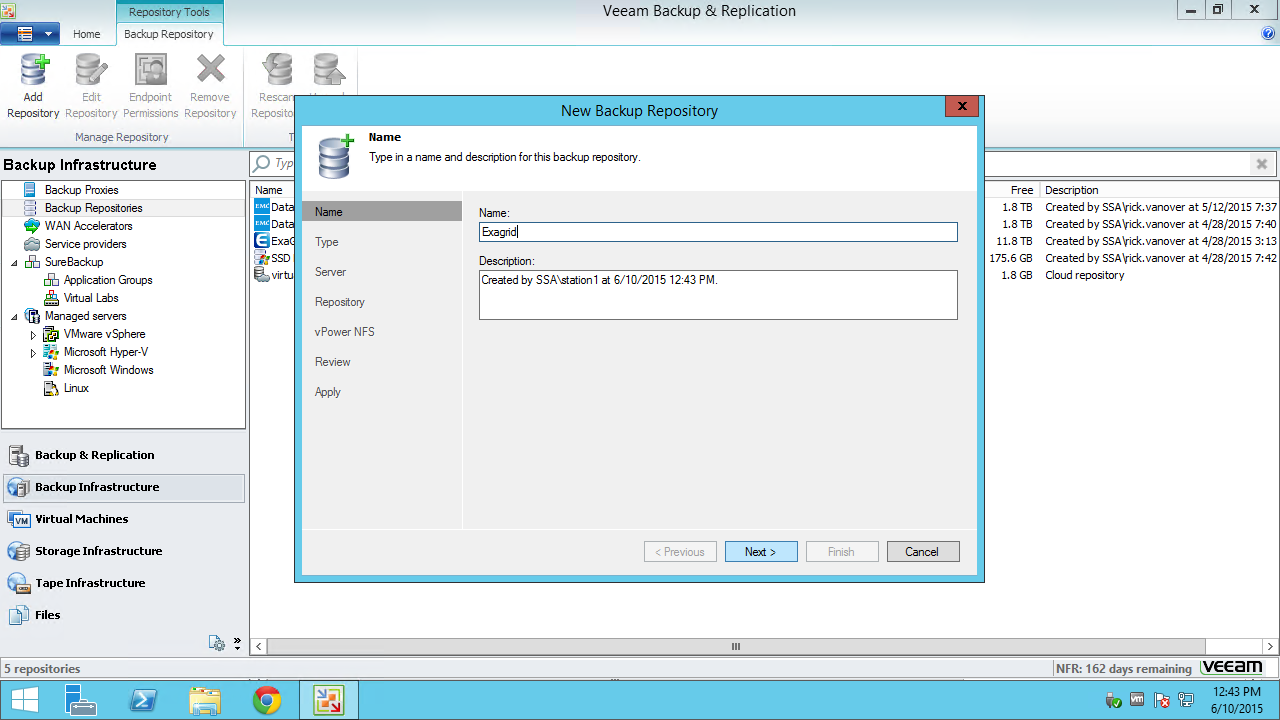 Repository Tools
Veeam Backup & Replication
Home
Backup Repository
Add
Repository
Edit
Repository
Endpoint
Permissions
Remove
Repository
Rescan
Manage Repository
Backup Infrastructure
Backup Proxies
Backup Repositories
WAN Accelerators
Service providers
SureBackup
Application Groups
Virtual Labs
Managed servers
VMware vSphere
Microsoft Hyper-V
Microsoft Windows
Linux
Backup & Replication
Backup Infrastructure
Virtual Machines
VM
Storage Infrastructure
Tape Infrastructure
Files
Name
EMC Data
EMC Data
ExaG
SSD
virtu
Free Description
1.8 TB Created by SSA\rick.vanover at 5/12/2015 7:37
1.8 TB Created by SSA\rick.vanover at 4/28/2015 7:40
11.8 TB Created by SSA\rick.vanover at 4/28/2015 3:13
175.6 GB Created by SSA\rick.vanover at 4/28/2015 7:42
1.8 GB Cloud repository
New Backup Repository
Name
Type in a name and description for this backup repository.
Name
Type
Server
Repository
vPower NFS
Review
Apply
Name:
Exagrid
Description:
Created by SSA\station1 at 6/10/2015 12:43 PM.
< Previous
Next >
Finish
Cancel
5 repositories
NFR: 162 days remaining
veeam
12:43 PM
6/10/2015